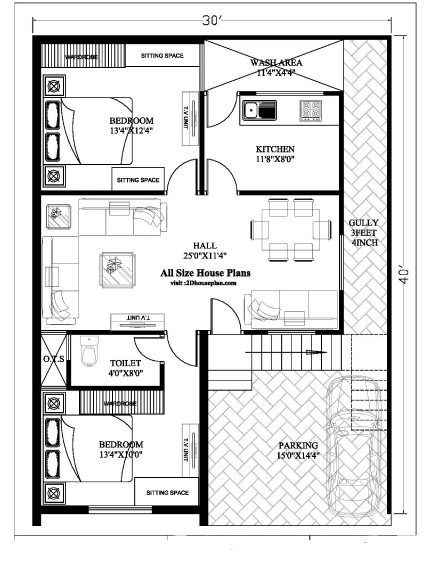 30'
WARDROBE
SITTING SPACE
WASH AREA
11'4"X4'4"
BEDROOM
13'4"X12'4"
T.V UNIT
KITCHEN
11'8"X8'0"
SITTING SPACE
GULLY
3FEET
4INCH
HALL
25'0"X11'4"
All Size House Plans
visit :2Dhouseplan.com
40'
T.V UNIT
O.T.S
TOILET
4'0"X8'0"
WARDROBE
BEDROOM
13'4"X10'0"
T.V UNIT
PARKING
15'0"X14'4"
SITTING SPACE